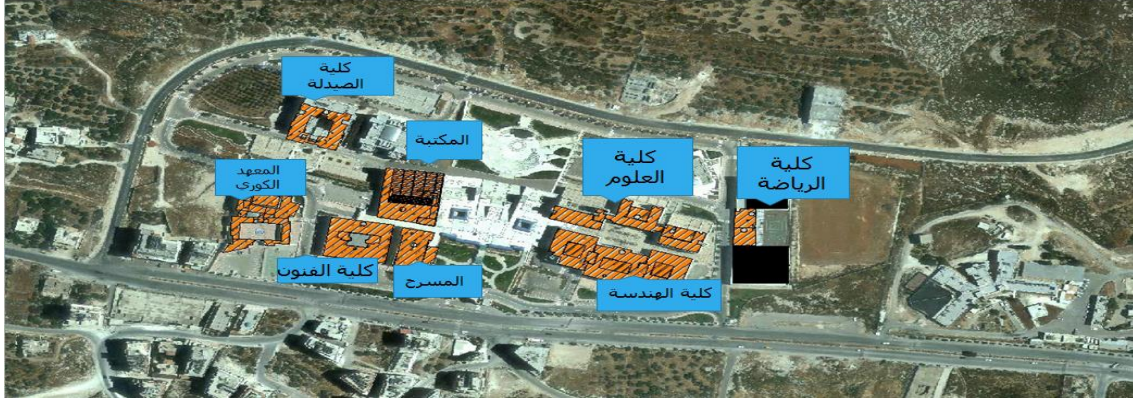 كلية
الصيدلة
المكتبة
كلية
العلوم
كلية
الرياضة
المعهد
الكوري
كلية الفنون
المسرح
كلية الهندسة